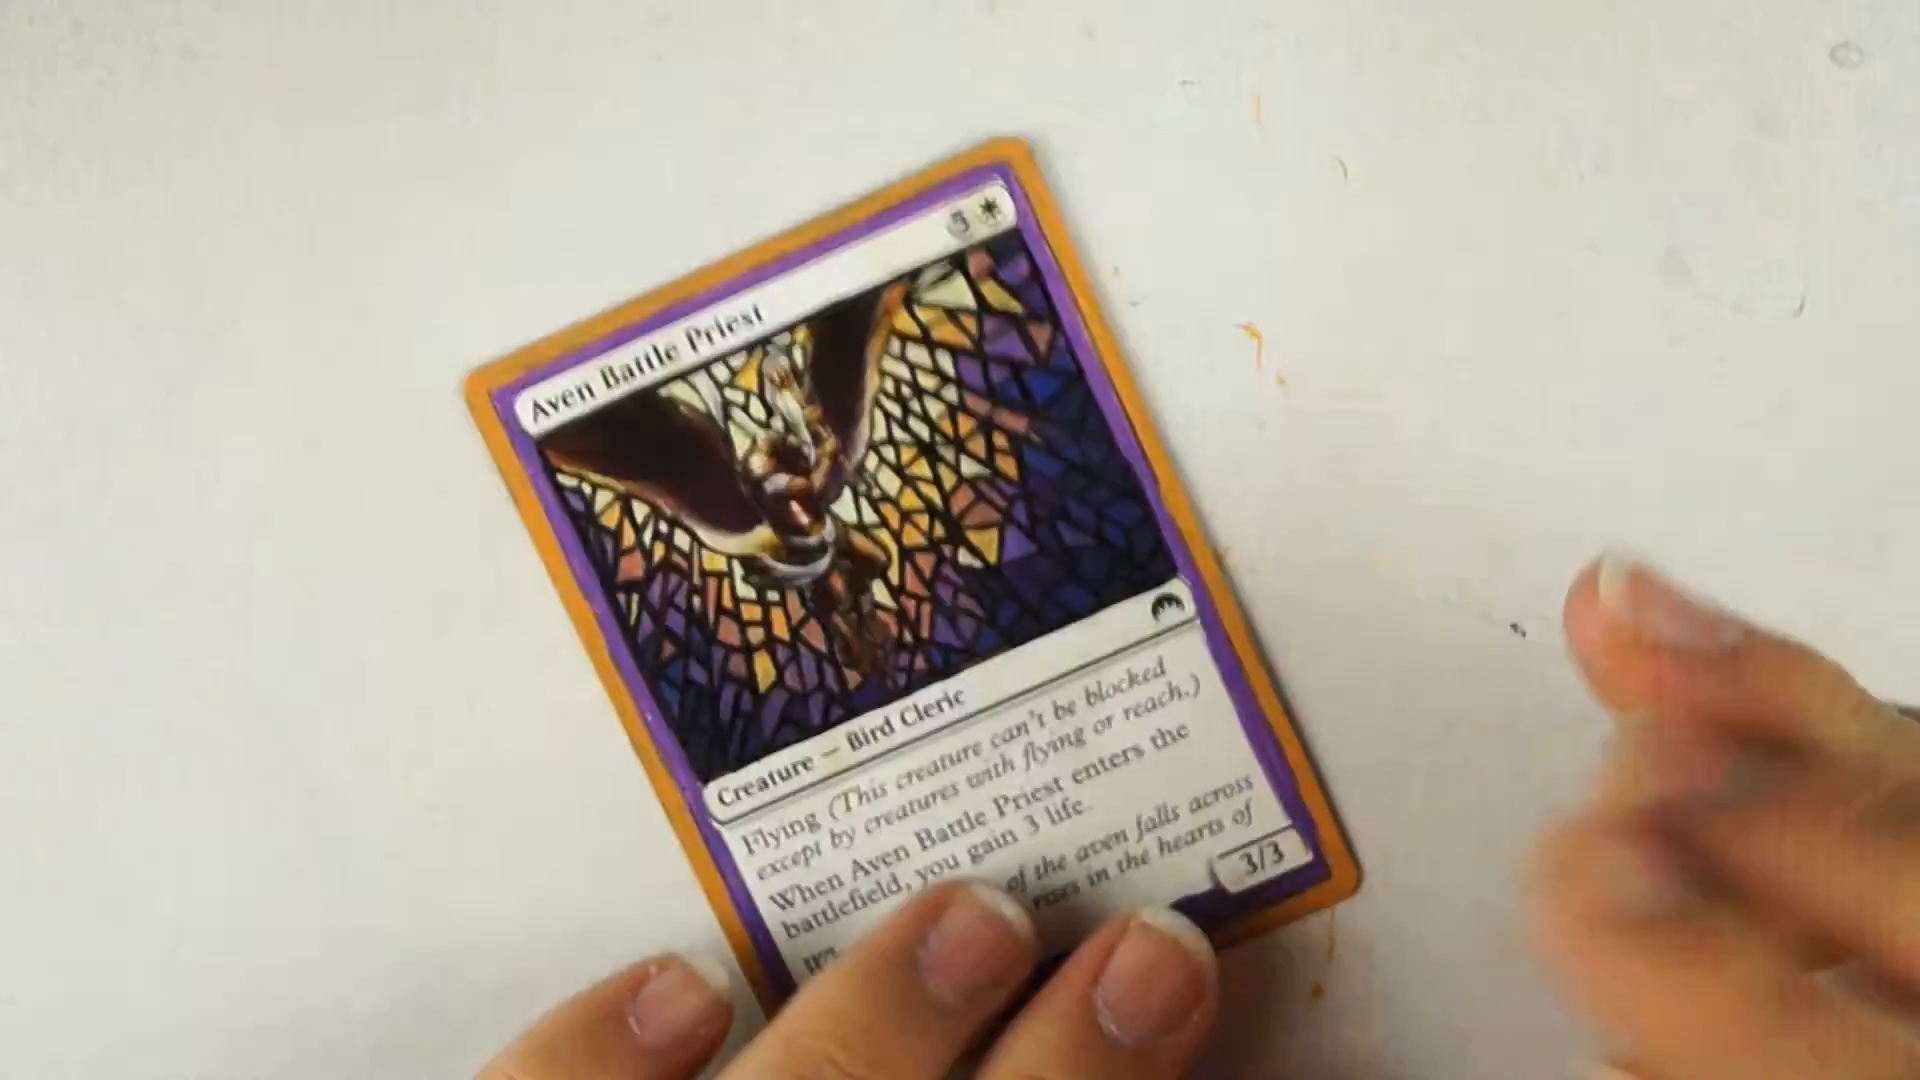 Aven Battle Priest
Creature — Bird Cleric
Flying (This creature can't be blocked
except by creatures with flying or reach.)
When Aven Battle Priest enters the
battlefield, you gain 3 life.
of the aven falls across
rises in the hearts of
3/3